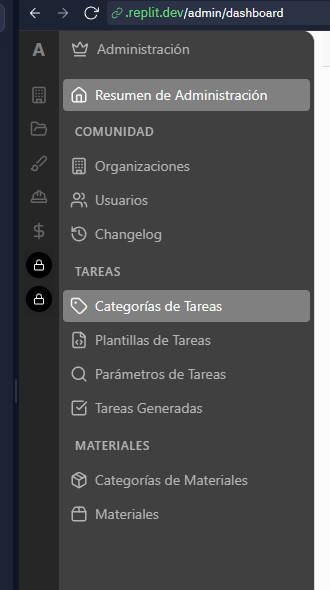 .replit.dev/admin/dashboard
A
Administración
Resumen de Administración
COMUNIDAD
Organizaciones
Usuarios
Changelog
TAREAS
Categorías de Tareas
Plantillas de Tareas
Parámetros de Tareas
Tareas Generadas
MATERIALES
Categorías de Materiales
Materiales